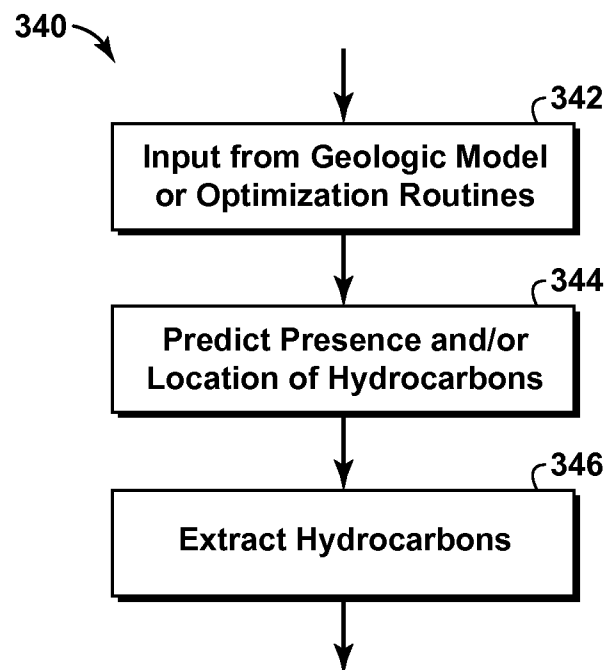 340
342
Input from Geologic Model
or Optimization Routines
344
Predict Presence and/or
Location of Hydrocarbons
346
Extract Hydrocarbons